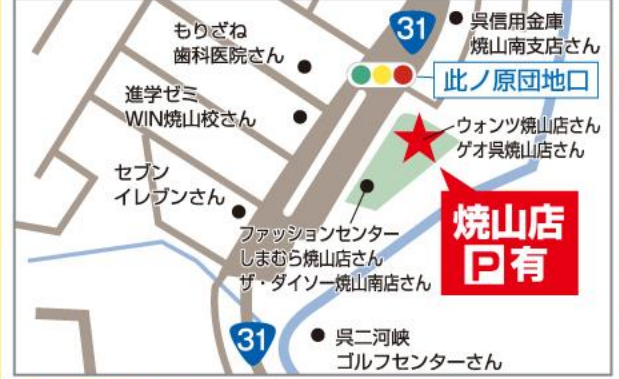 もりざね
歯科医院さん
31
呉信用金庫
焼山南支店さん
此ノ原団地口
進学ゼミ
WIN焼山校さん
ウォンツ焼山店さん
ゲオ呉焼山店さん
セブン
イレブンさん
焼山店
P有
ファッションセンター
しまむら焼山店さん
ザ・ダイソー焼山南店さん
31
呉二河峡
ゴルフセンターさん